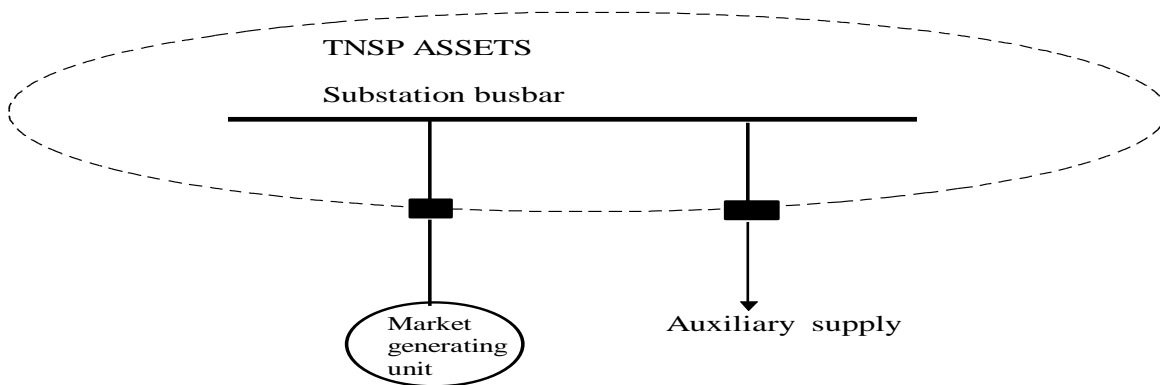 TNSP ASSETS
Substation busbar
Market
generating
unit
Auxiliary supply